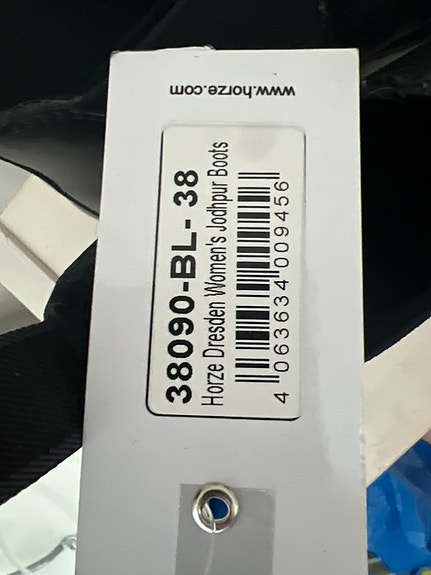 www.horze.com
38090-BL- 38
Horze Dresden Women's Jodhpur Boots
4 063634 009456